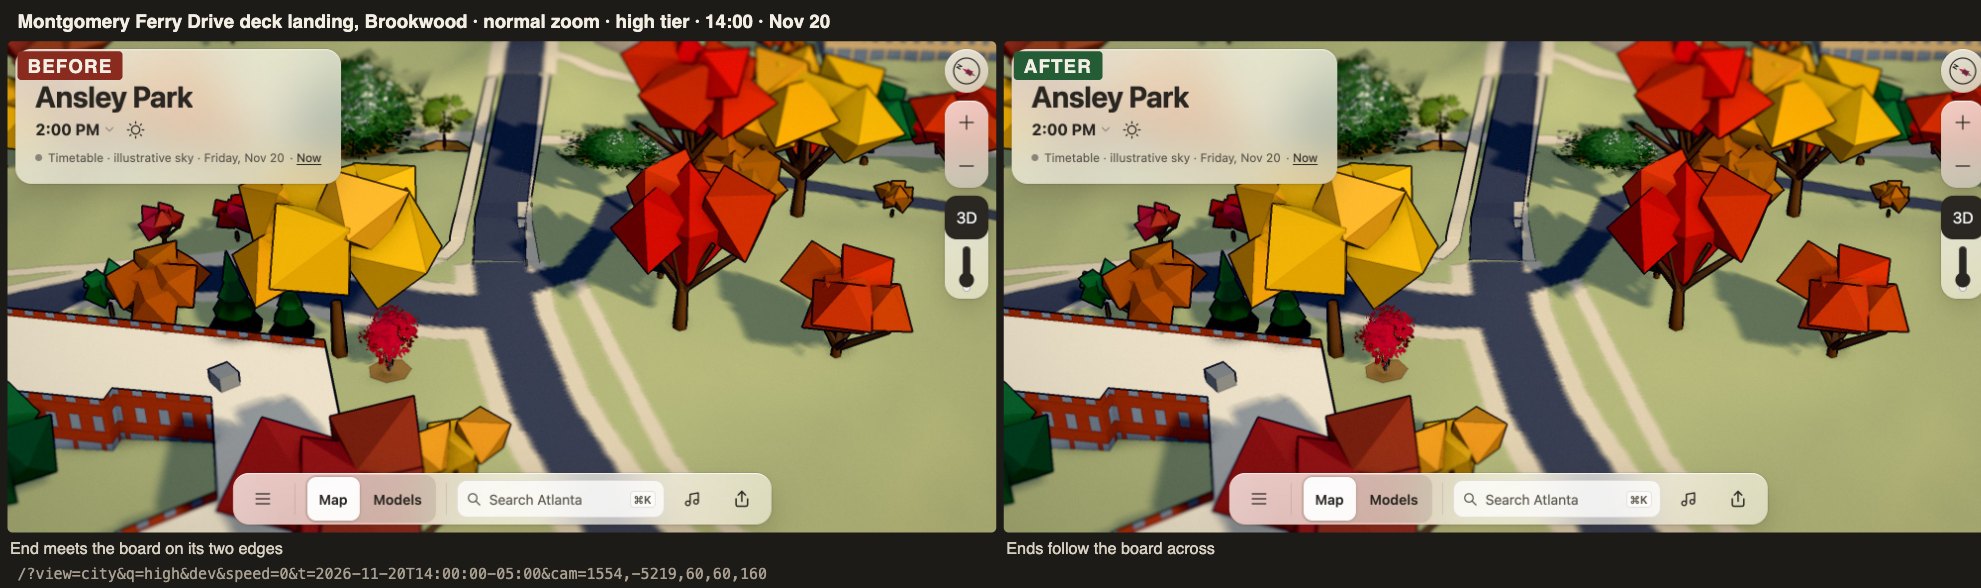 Montgomery Ferry Drive deck landing, Brookwood · normal zoom · high tier · 14:00 · Nov 20
BEFORE
Ansley Park
2:00 PM
Timetable · illustrative sky · Friday, Nov 20 · Now
N
+
−
3D
Map Models Search Atlanta ⌘K
End meets the board on its two edges
AFTER
Ansley Park
2:00 PM
Timetable · illustrative sky · Friday, Nov 20 · Now
N
+
−
3D
Map Models Search Atlanta ⌘K
Ends follow the board across
/?view=city&q=high&dev&speed=0&t=2026-11-20T14:00:00-05:00&cam=1554,-5219,60,60,160